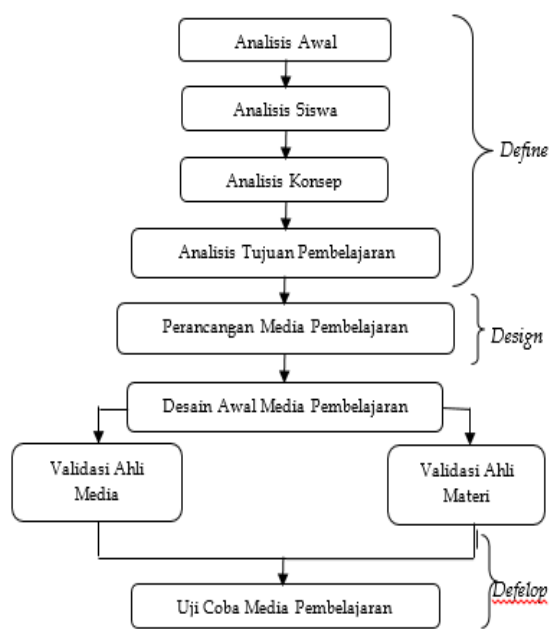 Analisis Awal
Analisis Siswa
Analisis Konsep
Define
Analisis Tujuan Pembelajaran
Perancangan Media Pembelajaran
Design
Desain Awal Media Pembelajaran
Validasi Ahli
Media
Validasi Ahli
Materi
Defelop
Uji Coba Media Pembelajaran